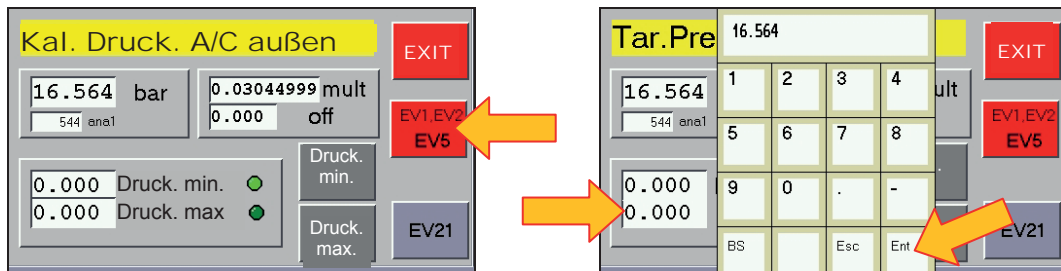 Kal. Druck. A/C außen
EXIT
16.564 bar
544 ana1
0.03044999 mult
0.000 off
EV1,EV2
EV5
0.000 Druck. min.
0.000 Druck. max
Druck.
min.
Druck.
max.
EV21
Tar.Pre
16.564
EXIT
16.564
544 ana1
1 2 3 4
ult
EV1,EV2
EV5
5 6 7 8
0.000
0.000
9 0 . -
BS Esc Ent
EV21